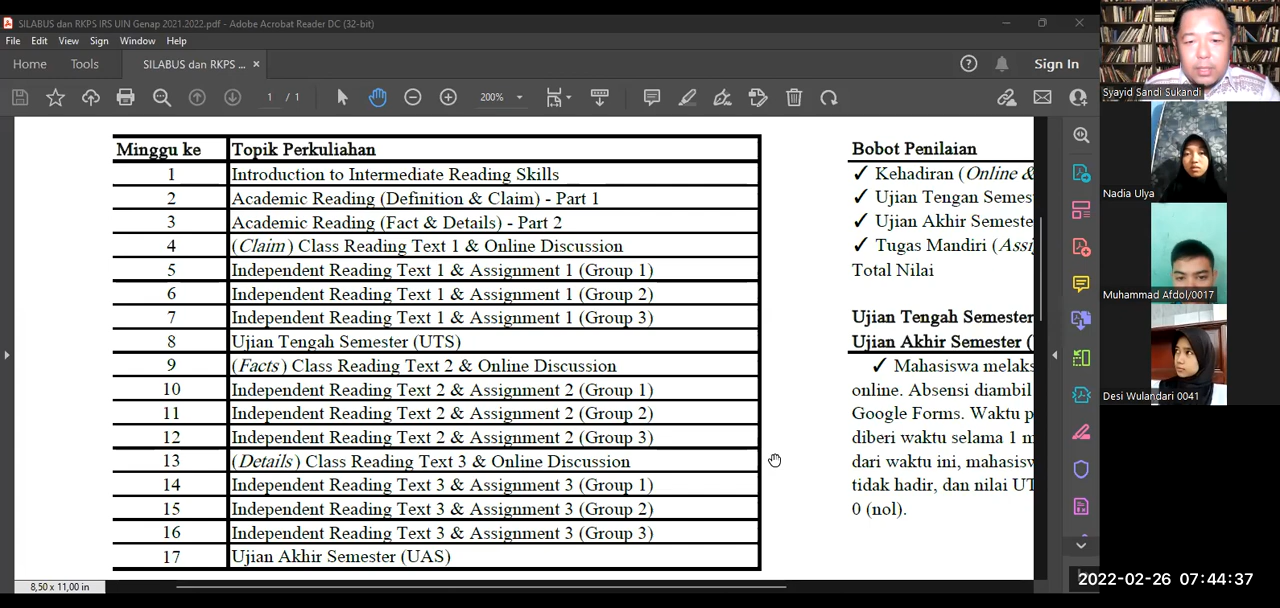 SILABUS dan RKPS IRS UIN Genap 2021.2022.pdf - Adobe Acrobat Reader DC (32-bit)
File Edit View Sign Window Help
Home Tools SILABUS dan RKPS ... × Sign In
1 / 1 200%
Minggu ke Topik Perkuliahan
1 Introduction to Intermediate Reading Skills
2 Academic Reading (Definition & Claim) - Part 1
3 Academic Reading (Fact & Details) - Part 2
4 (Claim) Class Reading Text 1 & Online Discussion
5 Independent Reading Text 1 & Assignment 1 (Group 1)
6 Independent Reading Text 1 & Assignment 1 (Group 2)
7 Independent Reading Text 1 & Assignment 1 (Group 3)
8 Ujian Tengah Semester (UTS)
9 (Facts) Class Reading Text 2 & Online Discussion
10 Independent Reading Text 2 & Assignment 2 (Group 1)
11 Independent Reading Text 2 & Assignment 2 (Group 2)
12 Independent Reading Text 2 & Assignment 2 (Group 3)
13 (Details) Class Reading Text 3 & Online Discussion
14 Independent Reading Text 3 & Assignment 3 (Group 1)
15 Independent Reading Text 3 & Assignment 3 (Group 2)
16 Independent Reading Text 3 & Assignment 3 (Group 3)
17 Ujian Akhir Semester (UAS)
Bobot Penilaian
✓ Kehadiran (Online &
✓ Ujian Tengan Semes
✓ Ujian Akhir Semeste
✓ Tugas Mandiri (Assi
Total Nilai
Ujian Tengah Semester
Ujian Akhir Semester (
✓ Mahasiswa melaks
online. Absensi diambil
Google Forms. Waktu p
diberi waktu selama 1 m
dari waktu ini, mahasisw
tidak hadir, dan nilai UT
0 (nol).
8,50 x 11,00 in
Syayid Sandi Sukandi
Nadia Ulya
Muhammad Afdol/0017
Desi Wulandari 0041
2022-02-26 07:44:37